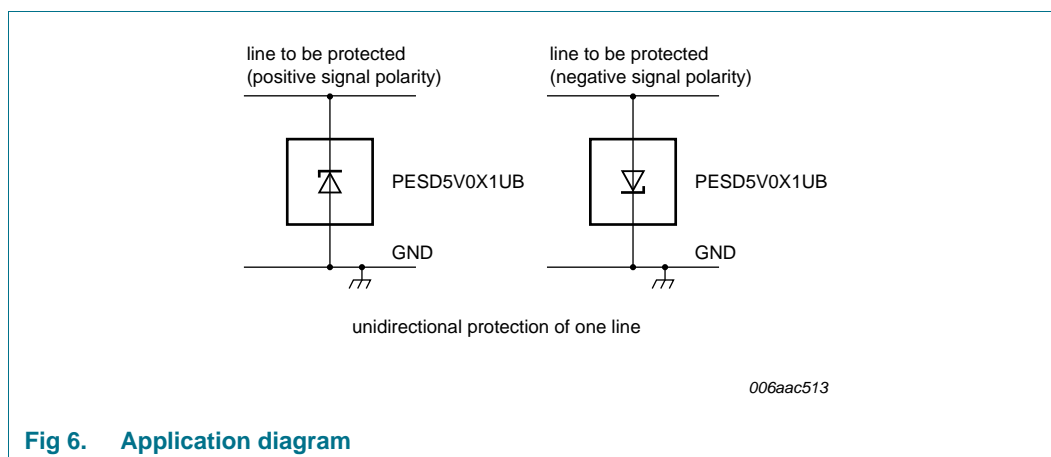 line to be protected
(positive signal polarity)
PESD5V0X1UB
GND
line to be protected
(negative signal polarity)
PESD5V0X1UB
GND
unidirectional protection of one line
006aac513
Fig 6. Application diagram